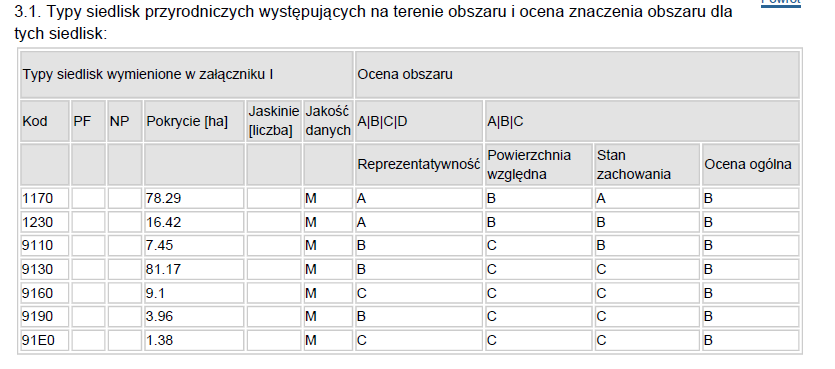 Powrót
3.1. Typy siedlisk przyrodniczych występujących na terenie obszaru i ocena znaczenia obszaru dla
tych siedlisk:
Typy siedlisk wymienione w załączniku I Ocena obszaru
Kod PF NP Pokrycie [ha] Jaskinie [liczba] Jakość danych A|B|C|D A|B|C
Reprezentatywność Powierzchnia względna Stan zachowania Ocena ogólna
1170 78.29 M A B A B
1230 16.42 M A B B B
9110 7.45 M B C B B
9130 81.17 M B C C B
9160 9.1 M C C C B
9190 3.96 M B C C B
91E0 1.38 M C C C B